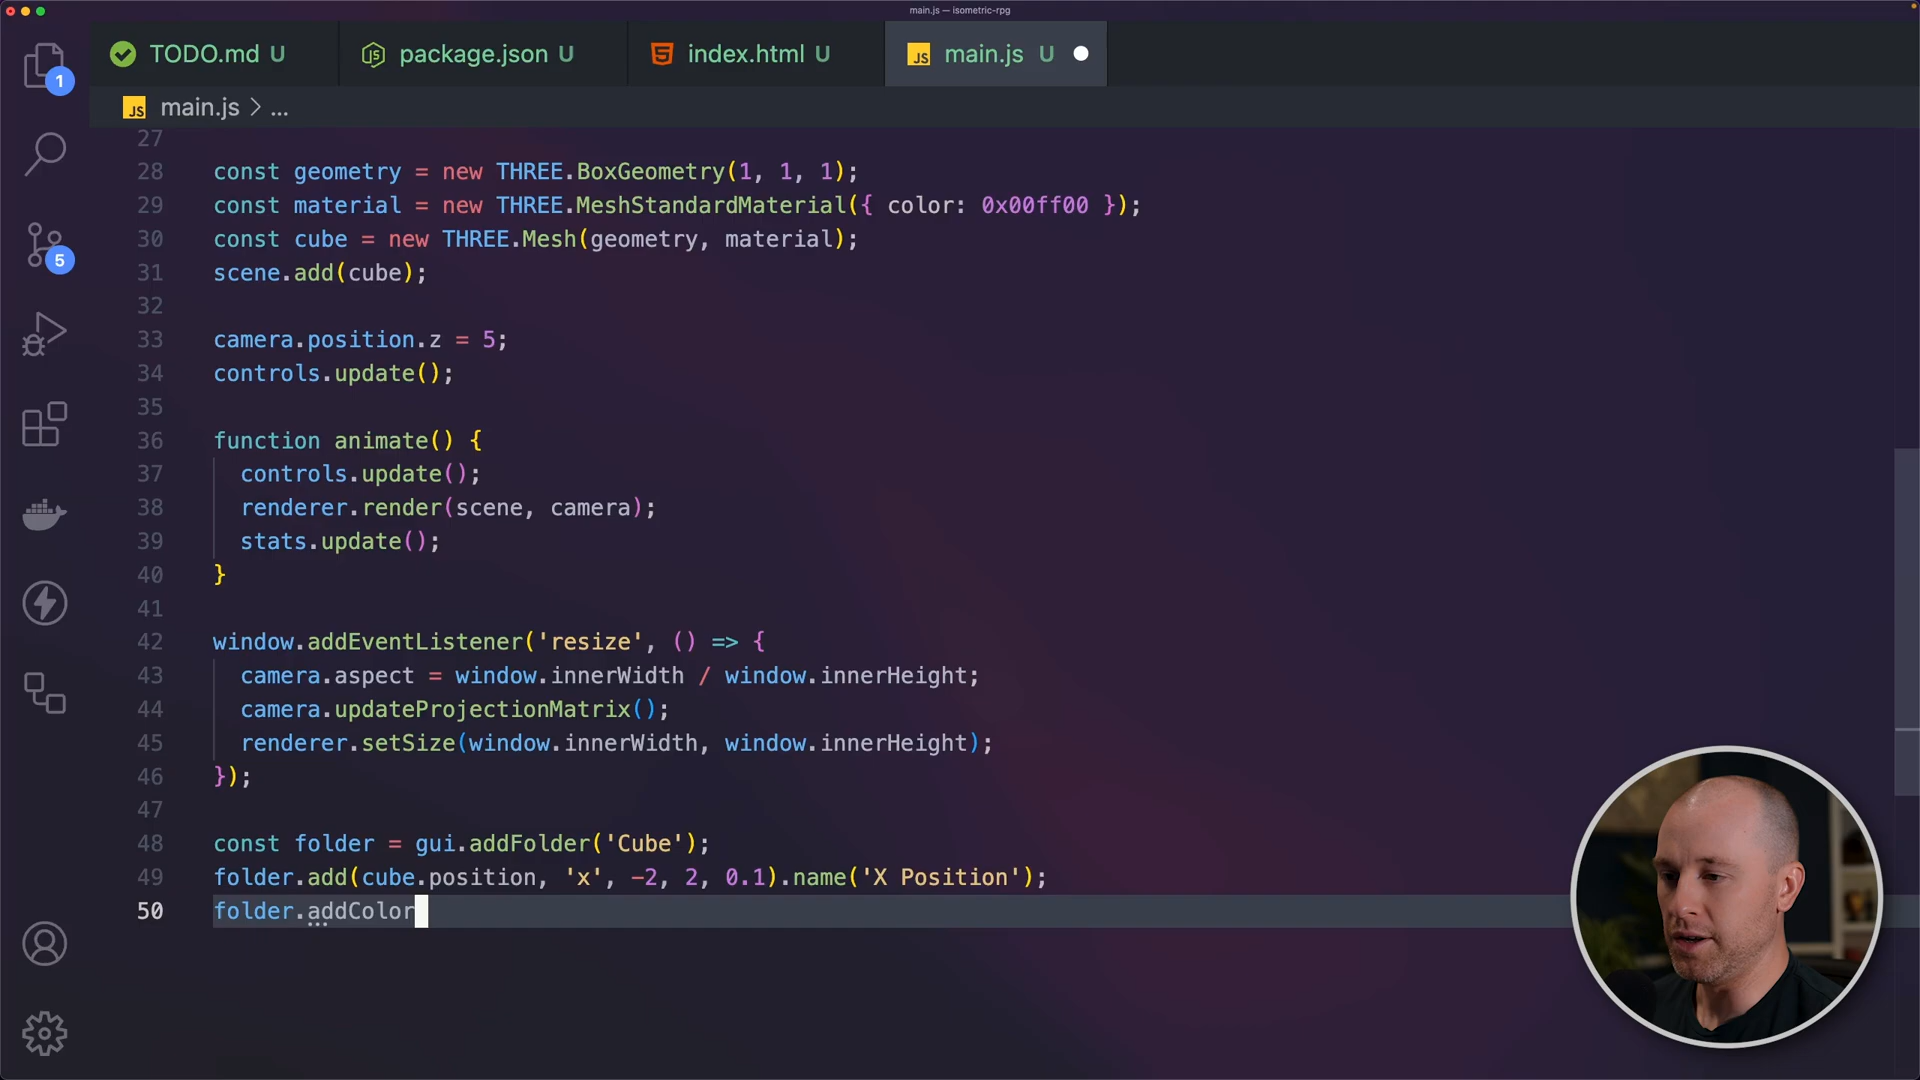 main.js — isometric-rpg
TODO.md U
package.json U
index.html U
JS main.js U
JS main.js > ...
1
5
27
28 const geometry = new THREE.BoxGeometry(1, 1, 1);
29 const material = new THREE.MeshStandardMaterial({ color: 0x00ff00 });
30 const cube = new THREE.Mesh(geometry, material);
31 scene.add(cube);
32
33 camera.position.z = 5;
34 controls.update();
35
36 function animate() {
37 controls.update();
38 renderer.render(scene, camera);
39 stats.update();
40 }
41
42 window.addEventListener('resize', () => {
43 camera.aspect = window.innerWidth / window.innerHeight;
44 camera.updateProjectionMatrix();
45 renderer.setSize(window.innerWidth, window.innerHeight);
46 });
47
48 const folder = gui.addFolder('Cube');
49 folder.add(cube.position, 'x', -2, 2, 0.1).name('X Position');
50 folder.addColor